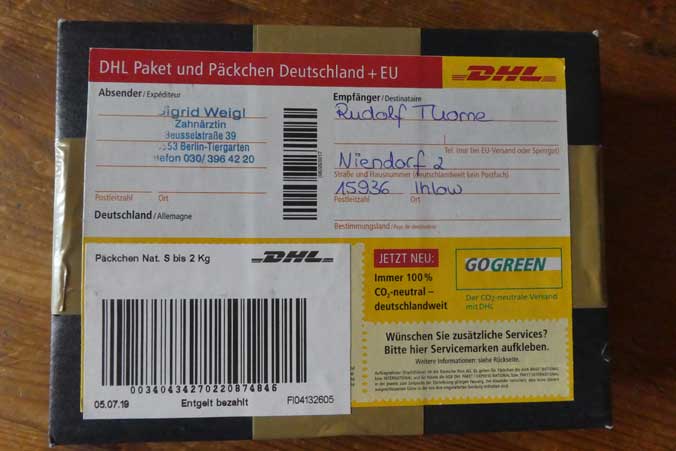 DHL Paket und Päckchen Deutschland + EU
DHL
Absender / Expéditeur
Sigrid Weigl
Zahnärztin
Beusselstraße 39
53 Berlin-Tiergarten
elefon 030/ 396 42 20
Postleitzahl Ort
Deutschland / Allemagne
Empfänger / Destinataire
Rudolf Thorne
Tel. (nur bei EU-Versand oder Sperrgut)
Niendorf 2
Straße und Hausnummer (deutschlandweit kein Postfach)
15936 Ihlow
Postleitzahl Ort
Bestimmungsland / Pays de destination
Päckchen Nat. S bis 2 Kg
DHL
00340434270220874846
05.07.19 Entgelt bezahlt FI04132605
JETZT NEU:
Immer 100%
CO₂-neutral –
deutschlandweit
GOGREEN
Der CO₂-neutrale Versand
mit DHL
Wünschen Sie zusätzliche Services?
Bitte hier Servicemarken aufkleben.
Weitere Informationen: siehe Rückseite.